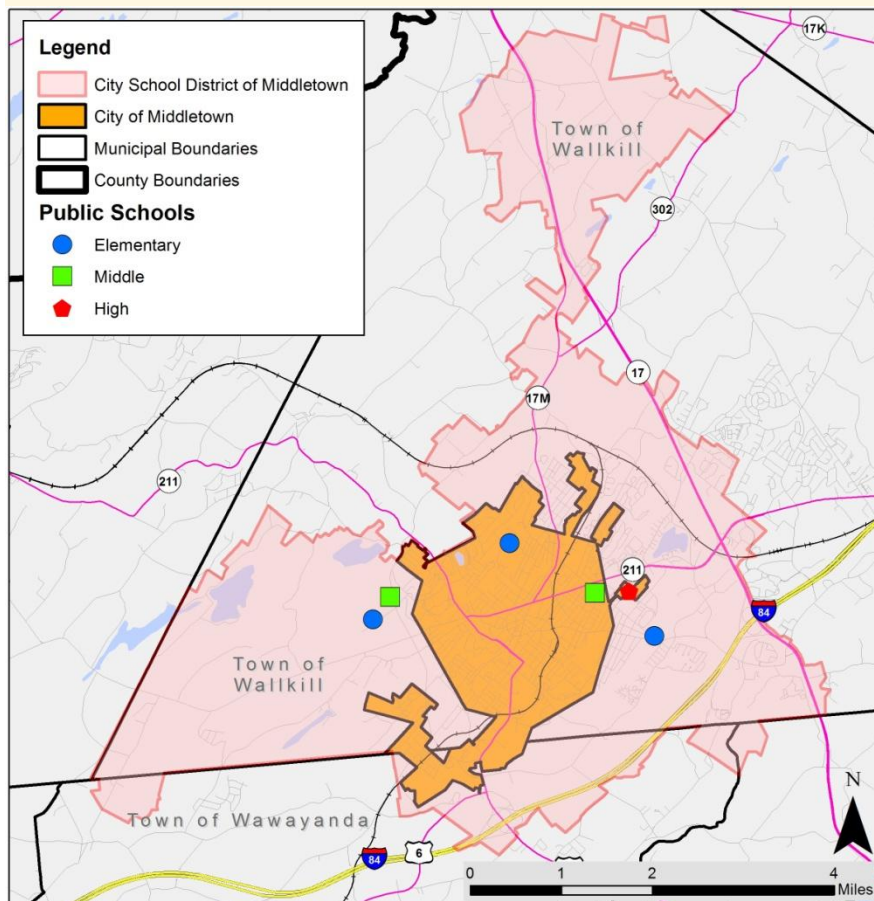 Legend
City School District of Middletown
City of Middletown
Municipal Boundaries
County Boundaries
Public Schools
Elementary
Middle
High
17K
Town of
Wallkill
302
17
17M
211
211
84
Town of
Wallkill
Town of Wawayanda
84
6
N
0 1 2 4
Miles